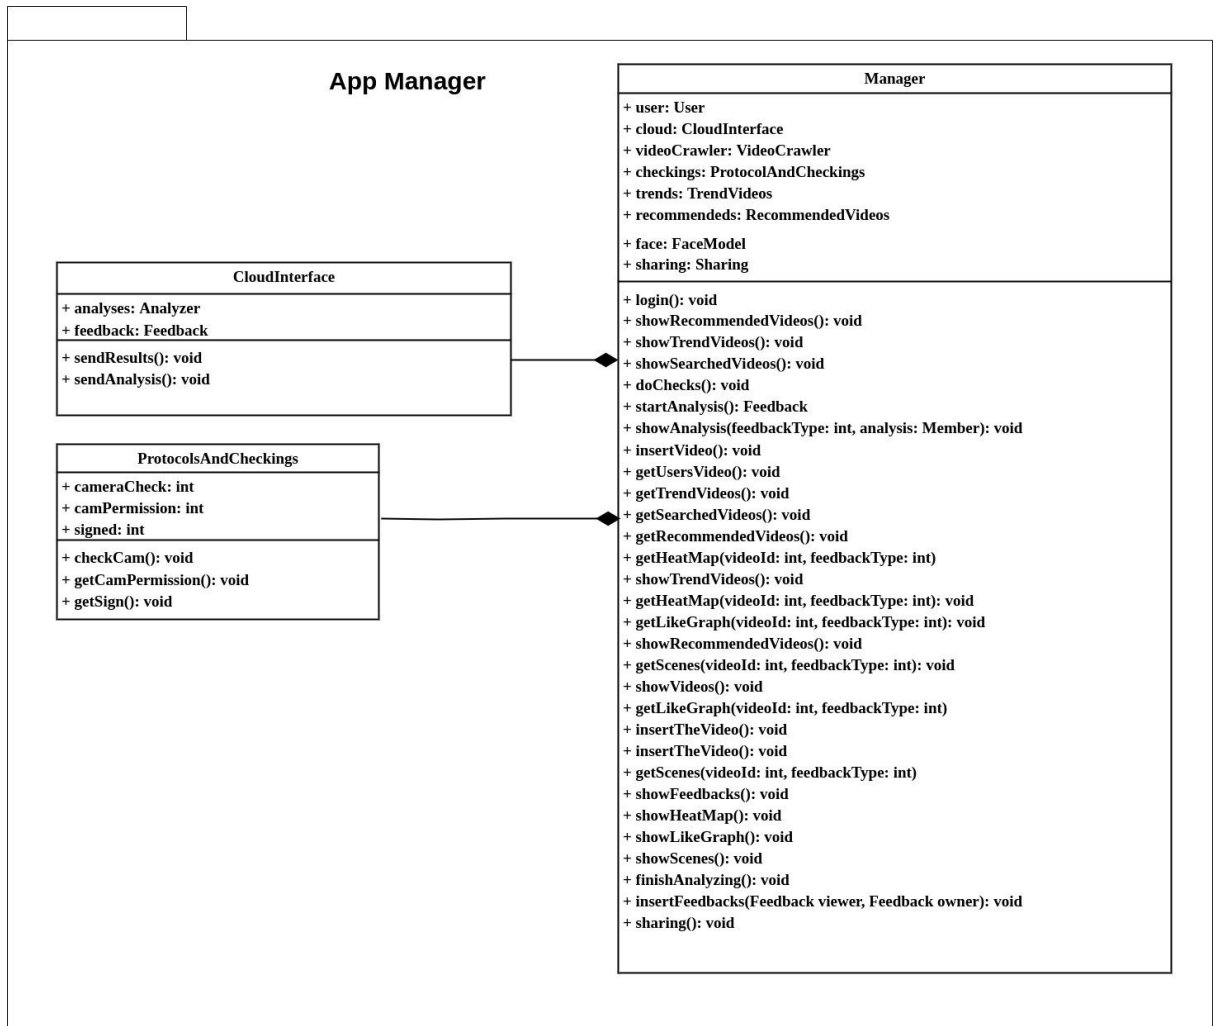 App Manager
CloudInterface
+ analyses: Analyzer
+ feedback: Feedback
+ sendResults(): void
+ sendAnalysis(): void
ProtocolsAndCheckings
+ cameraCheck: int
+ camPermission: int
+ signed: int
+ checkCam(): void
+ getCamPermission(): void
+ getSign(): void
Manager
+ user: User
+ cloud: CloudInterface
+ videoCrawler: VideoCrawler
+ checkings: ProtocolAndCheckings
+ trends: TrendVideos
+ recommendeds: RecommendedVideos
+ face: FaceModel
+ sharing: Sharing
+ login(): void
+ showRecommendedVideos(): void
+ showTrendVideos(): void
+ showSearchedVideos(): void
+ doChecks(): void
+ startAnalysis(): Feedback
+ showAnalysis(feedbackType: int, analysis: Member): void
+ insertVideo(): void
+ getUsersVideo(): void
+ getTrendVideos(): void
+ getSearchedVideos(): void
+ getRecommendedVideos(): void
+ getHeatMap(videoId: int, feedbackType: int)
+ showTrendVideos(): void
+ getHeatMap(videoId: int, feedbackType: int): void
+ getLikeGraph(videoId: int, feedbackType: int): void
+ showRecommendedVideos(): void
+ getScenes(videoId: int, feedbackType: int): void
+ showVideos(): void
+ getLikeGraph(videoId: int, feedbackType: int)
+ insertTheVideo(): void
+ insertTheVideo(): void
+ getScenes(videoId: int, feedbackType: int)
+ showFeedbacks(): void
+ showHeatMap(): void
+ showLikeGraph(): void
+ showScenes(): void
+ finishAnalyzing(): void
+ insertFeedbacks(Feedback viewer, Feedback owner): void
+ sharing(): void